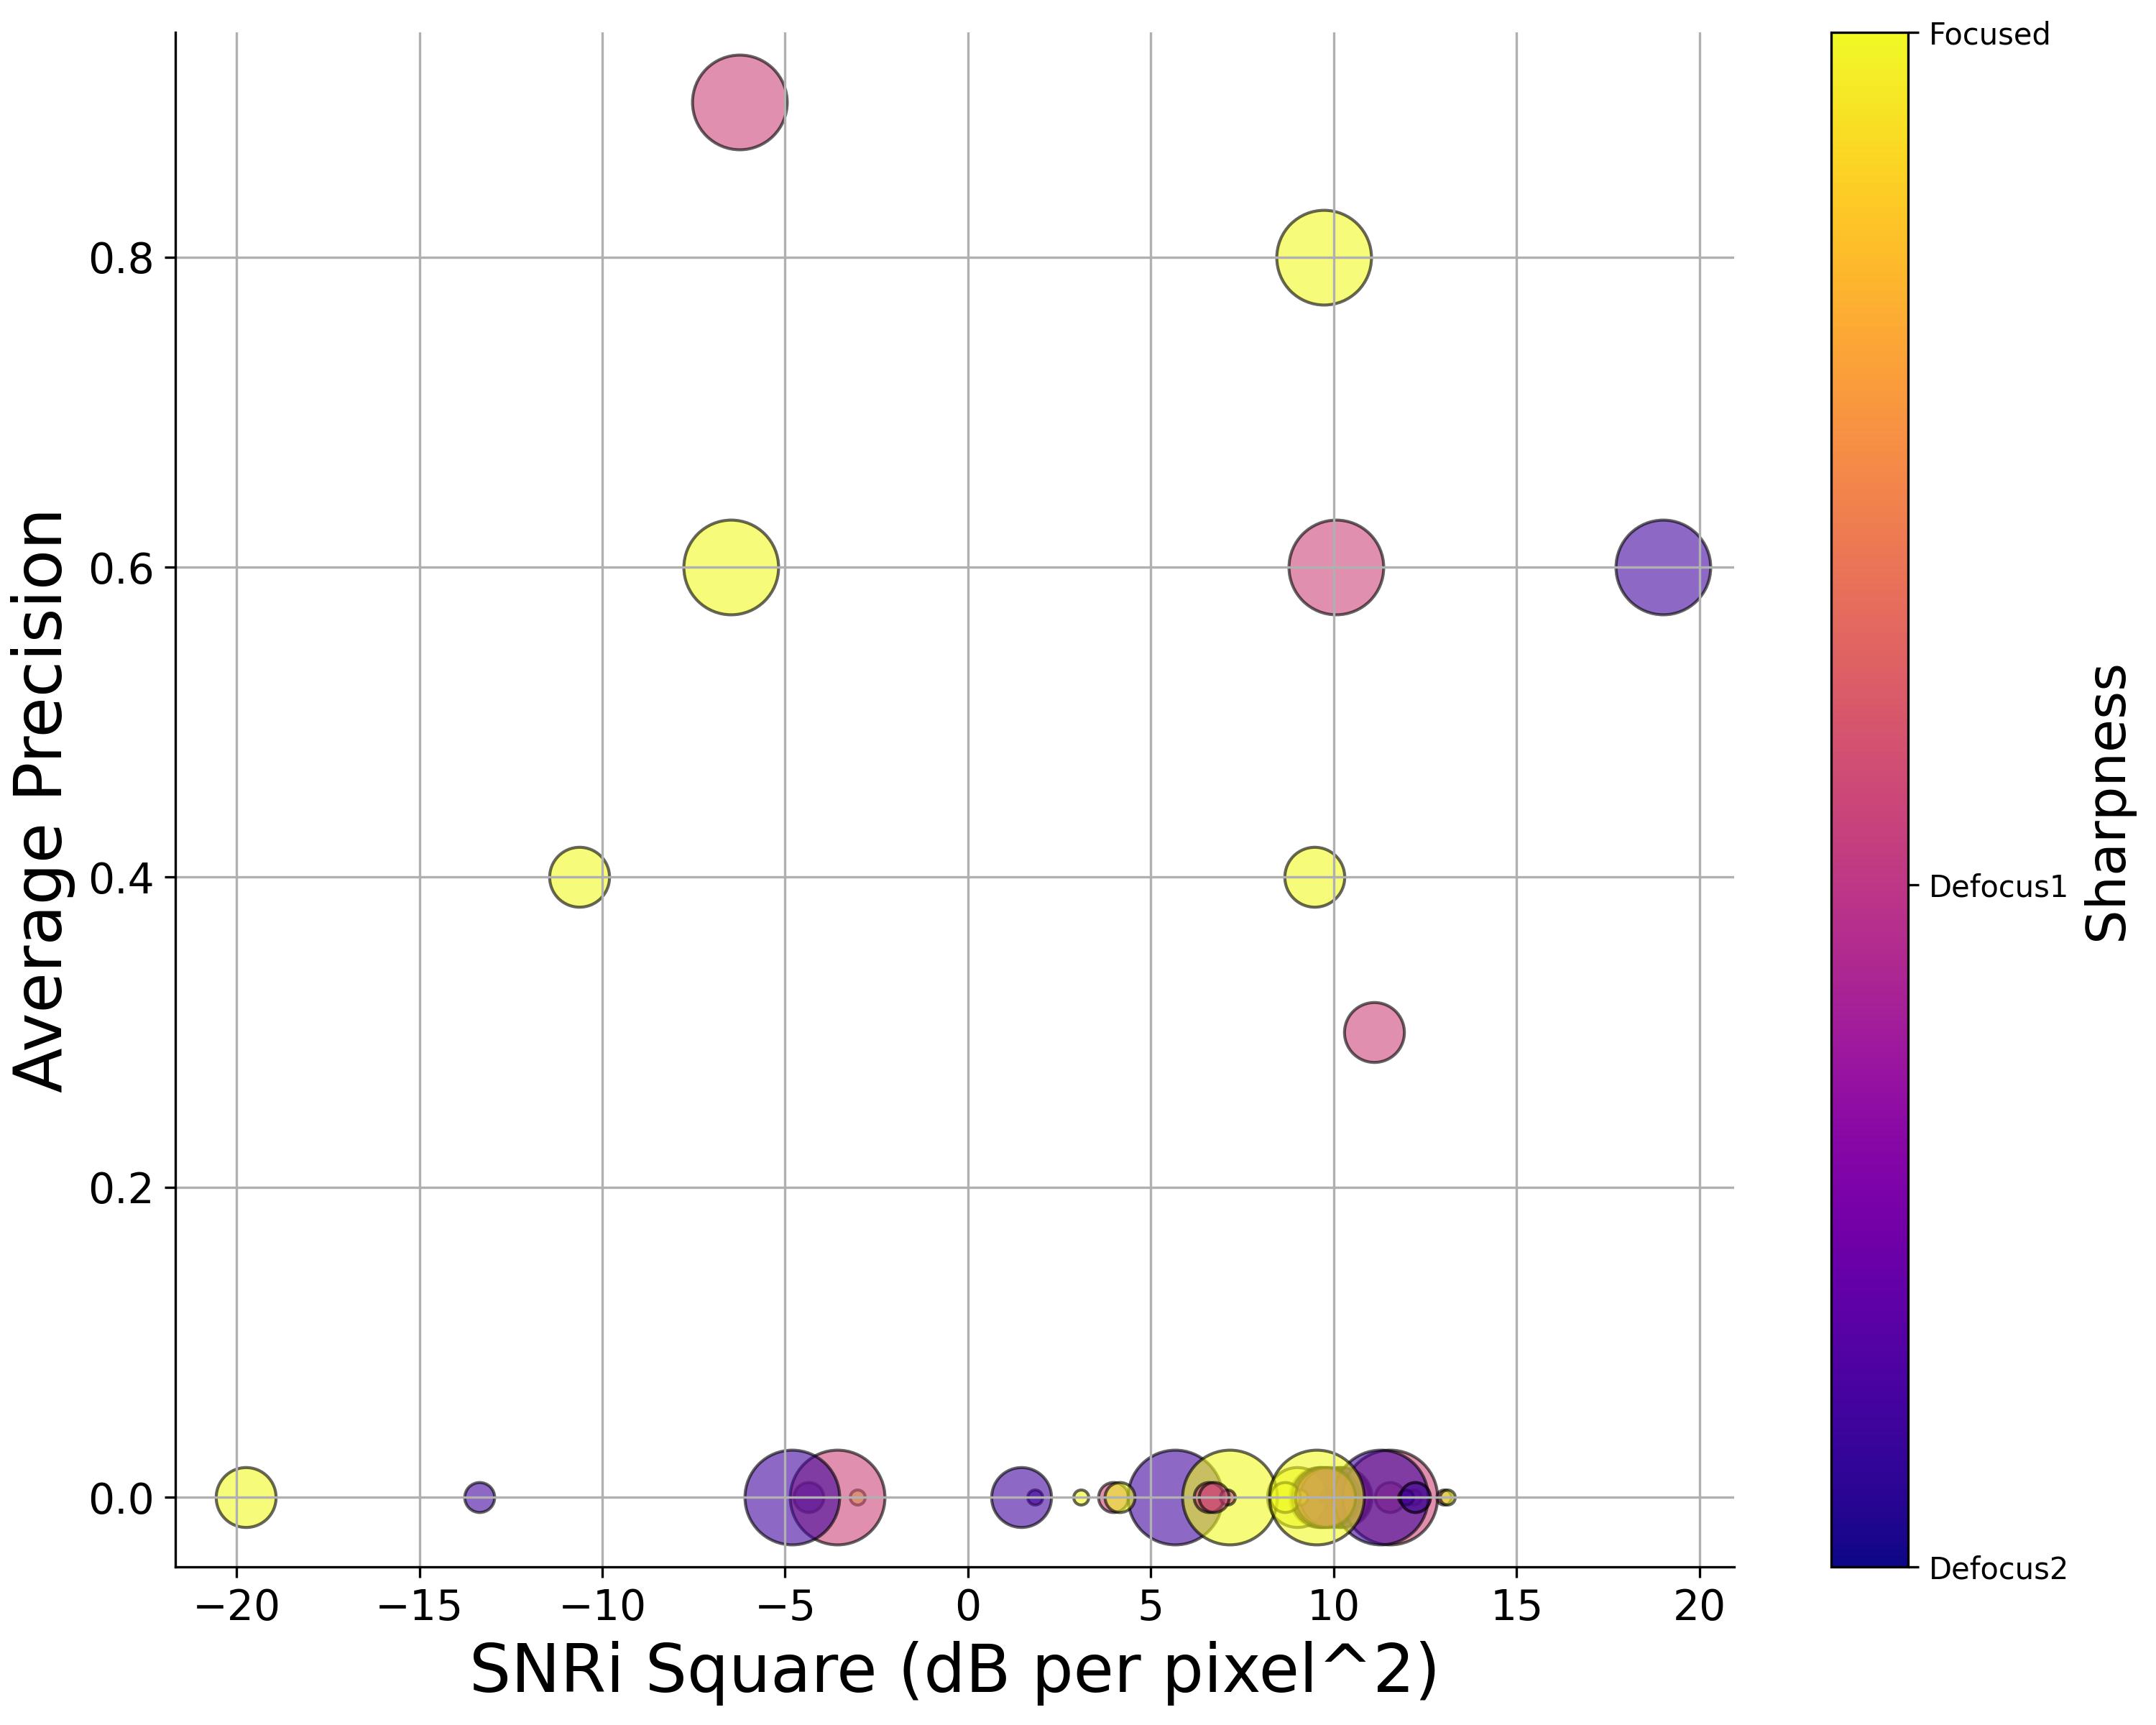 Average Precision
0.8
0.6
0.4
0.2
0.0
−20
−15
−10
−5
0
5
10
15
20
SNRi Square (dB per pixel^2)
Focused
Defocus1
Defocus2
Sharpness